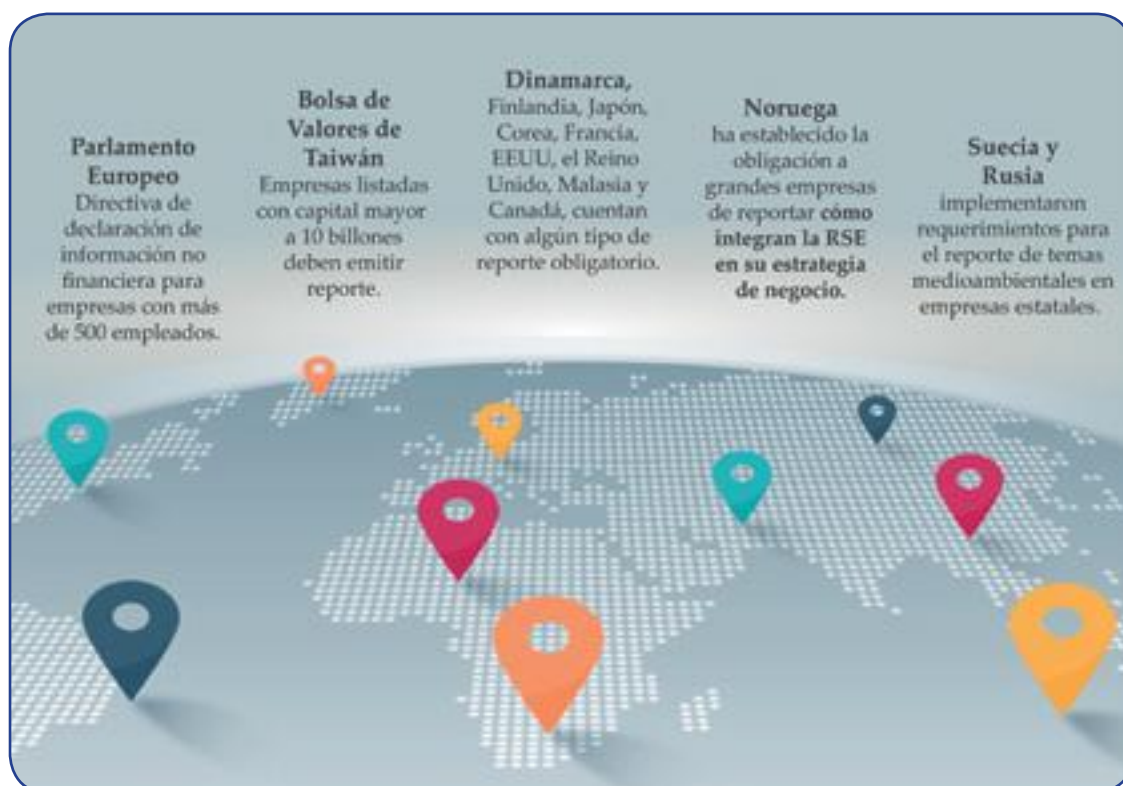 Parlamento
Europeo
Directiva de
declaración de
información no
financiera para
empresas con más
de 500 empleados.
Bolsa de
Valores de
Taiwán
Empresas listadas
con capital mayor
a 10 billones
deben emitir
reporte.
Dinamarca,
Finlandia, Japón,
Corea, Francia,
EEUU, el Reino
Unido, Malasia y
Canadá, cuentan
con algún tipo de
reporte obligatorio.
Noruega
ha establecido la
obligación a
grandes empresas
de reportar cómo
integran la RSE
en su estrategia
de negocio.
Suecia y
Rusia
implementaron
requerimientos para
el reporte de temas
medioambientales en
empresas estatales.